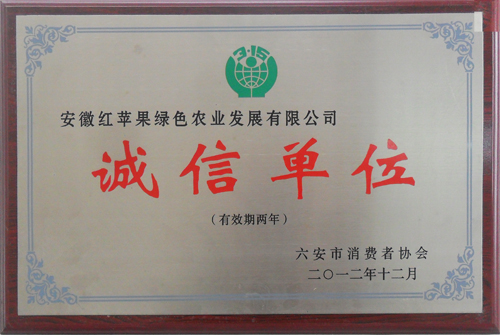 3·15
安徽红苹果绿色农业发展有限公司
诚信单位
(有效期两年)
六安市消费者协会
二〇一二年十二月